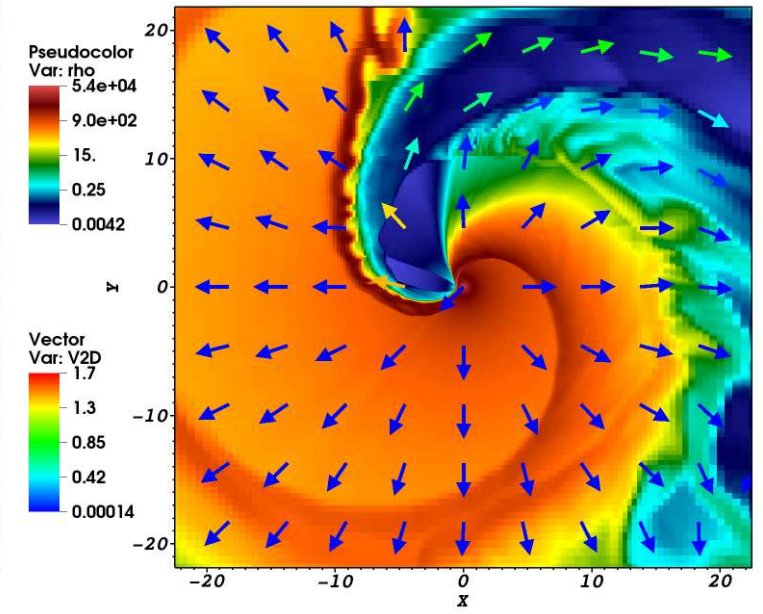 Pseudocolor
Var: rho
5.4e+04
9.0e+02
15.
0.25
0.0042
Vector
Var: V2D
1.7
1.3
0.85
0.42
0.00014
20
10
0
-10
-20
Y
-20 -10 0 10 20
X